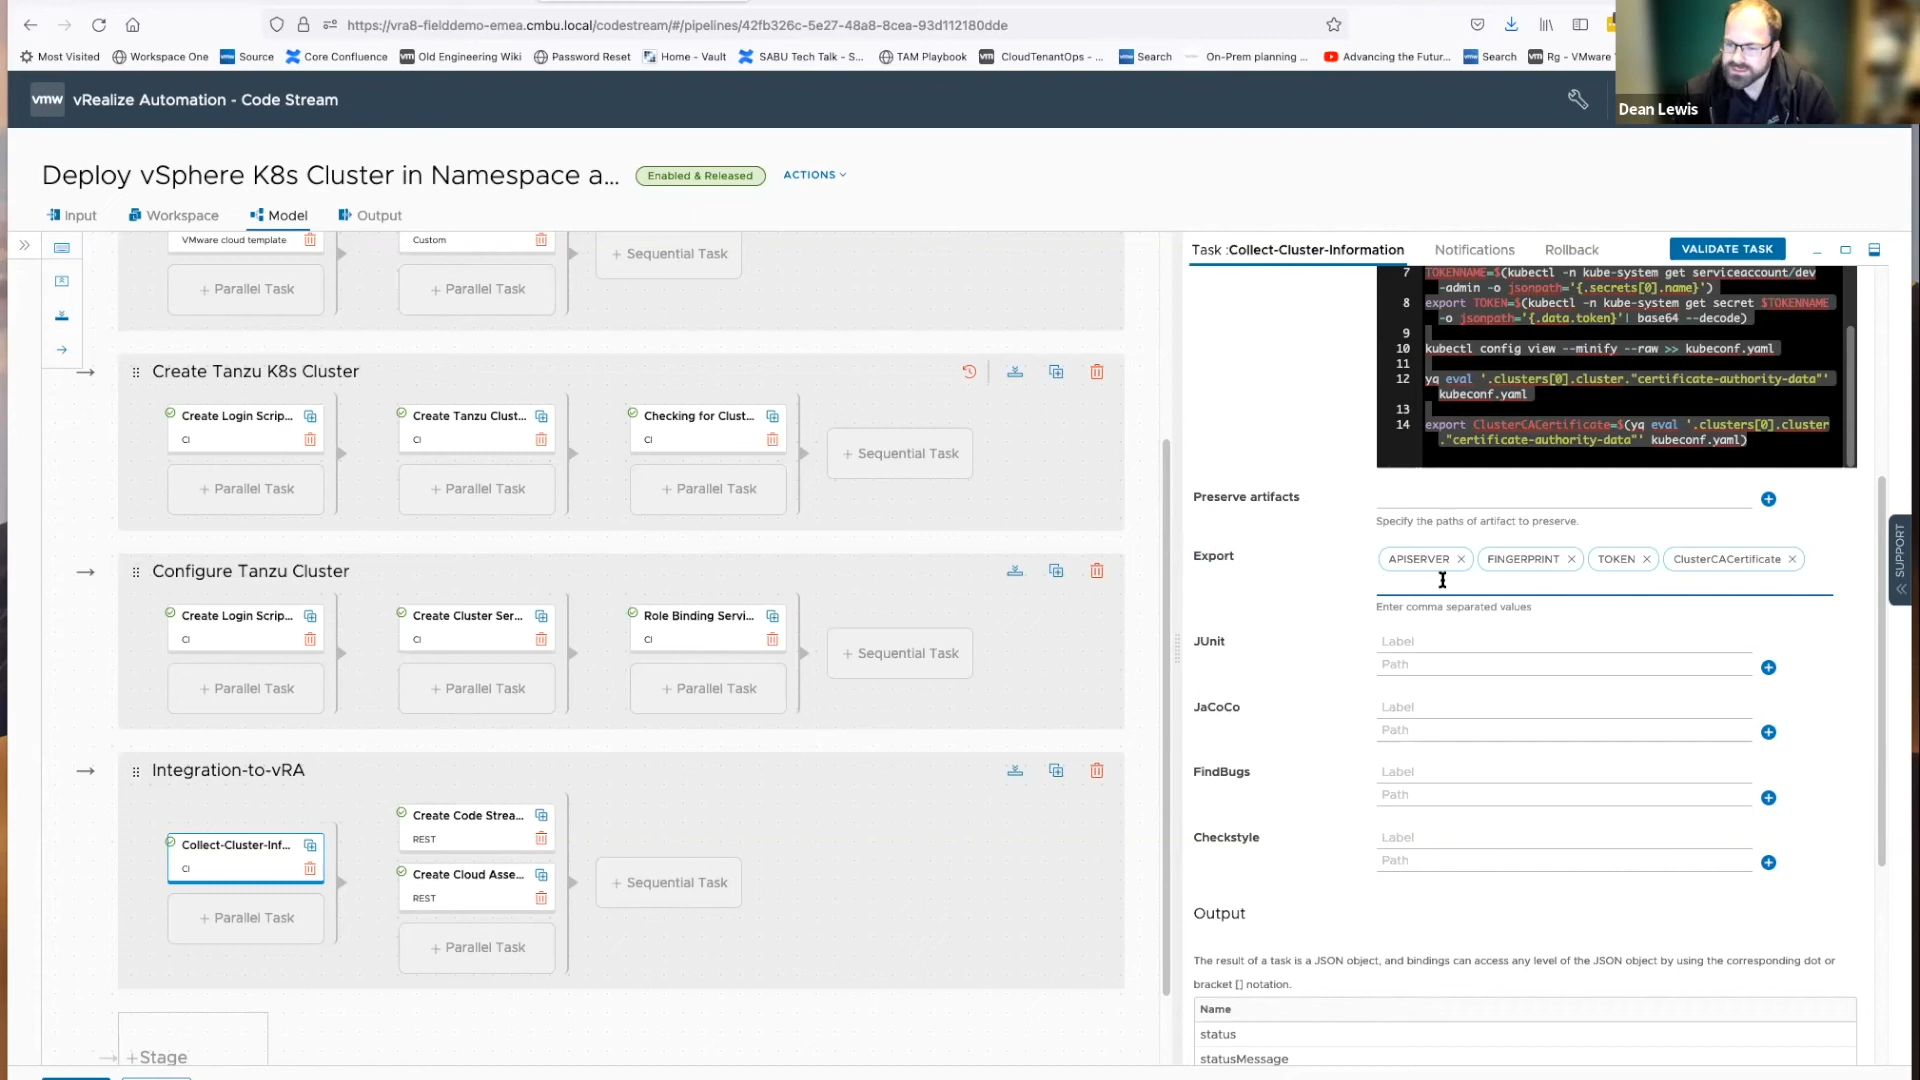 https://vra8-fielddemo-emea.cmbu.local/codestream/#/pipelines/42fb326c-5e27-48a8-8cea-93d112180dde
Most Visited Workspace One Source Core Confluence Old Engineering Wiki Password Reset Home - Vault SABU Tech Talk - S... TAM Playbook CloudTenantOps - ... Search On-Prem planning ... Advancing the Futur... Search Rg - VMware
vmw vRealize Automation - Code Stream
Dean Lewis
Deploy vSphere K8s Cluster in Namespace a... Enabled & Released ACTIONS
Input Workspace Model Output
VMware cloud template
Custom
+ Sequential Task
+ Parallel Task
+ Parallel Task
Create Tanzu K8s Cluster
Create Login Scrip...
CI
Create Tanzu Clust...
CI
Checking for Clust...
CI
+ Sequential Task
+ Parallel Task
+ Parallel Task
+ Parallel Task
Configure Tanzu Cluster
Create Login Scrip...
CI
Create Cluster Ser...
CI
Role Binding Servi...
CI
+ Sequential Task
+ Parallel Task
+ Parallel Task
+ Parallel Task
Integration-to-vRA
Collect-Cluster-Inf...
CI
+ Parallel Task
Create Code Strea...
REST
Create Cloud Asse...
REST
+ Parallel Task
+ Sequential Task
+Stage
Task :Collect-Cluster-Information Notifications Rollback VALIDATE TASK
7 TOKENNAME=$(kubectl -n kube-system get serviceaccount/dev
-admin -o jsonpath='{.secrets[0].name}')
8 export TOKEN=$(kubectl -n kube-system get secret $TOKENNAME
-o jsonpath='{.data.token}'| base64 --decode)
9
10 kubectl config view --minify --raw >> kubeconf.yaml
11
12 yq eval '.clusters[0].cluster."certificate-authority-data"'
kubeconf.yaml
13
14 export ClusterCACertificate=$(yq eval '.clusters[0].cluster
."certificate-authority-data"' kubeconf.yaml)
Preserve artifacts
Specify the paths of artifact to preserve.
Export APISERVER FINGERPRINT TOKEN ClusterCACertificate
Enter comma separated values
JUnit Label
Path
JaCoCo Label
Path
FindBugs Label
Path
Checkstyle Label
Path
Output
The result of a task is a JSON object, and bindings can access any level of the JSON object by using the corresponding dot or
bracket [] notation.
Name
status
statusMessage
SUPPORT